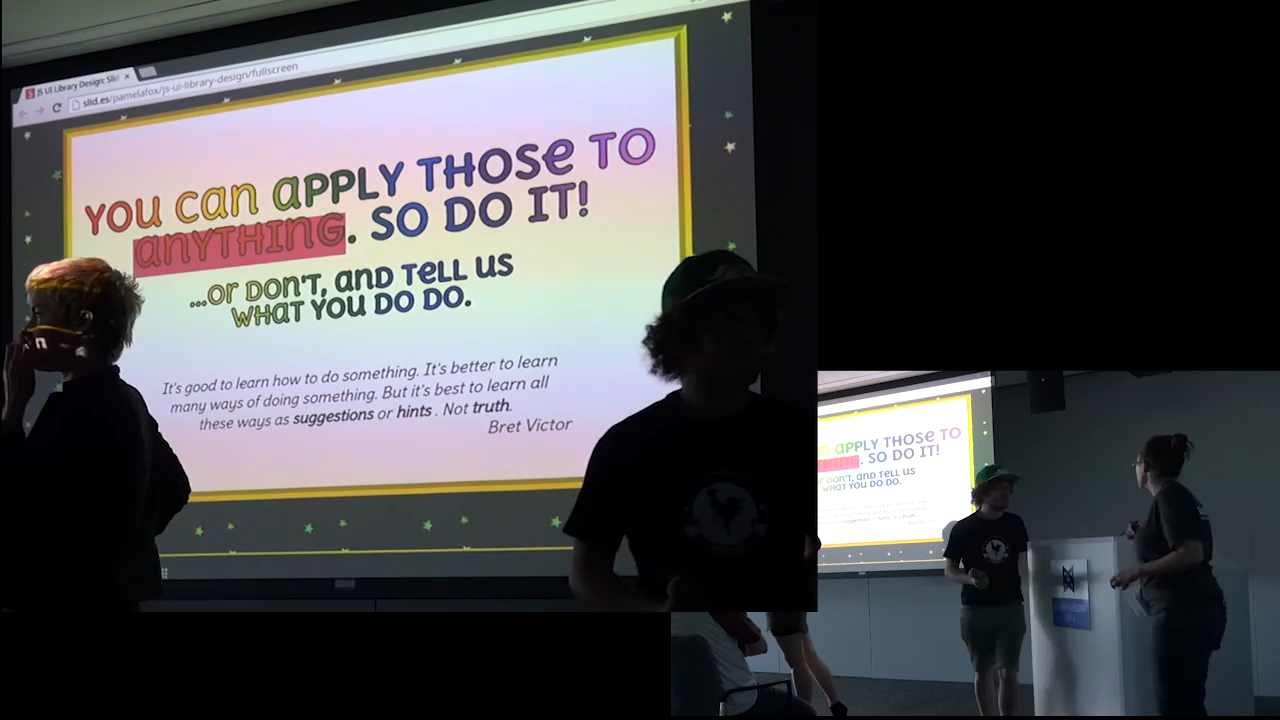 JS UI Library Design: Sli
slid.es/pamelafox/js-ui-library-design/fullscreen
YOU can APPLY THOSE TO
ANYTHING. SO DO IT!
...or DON'T, AND TELL US
WHAT YOU DO DO.
It's good to learn how to do something. It's better to learn
many ways of doing something. But it's best to learn all
these ways as suggestions or hints . Not truth.
Bret Victor
n APPLY THOSE TO
. SO DO IT!
or DON'T, AND TELL US
WHAT YOU DO DO.